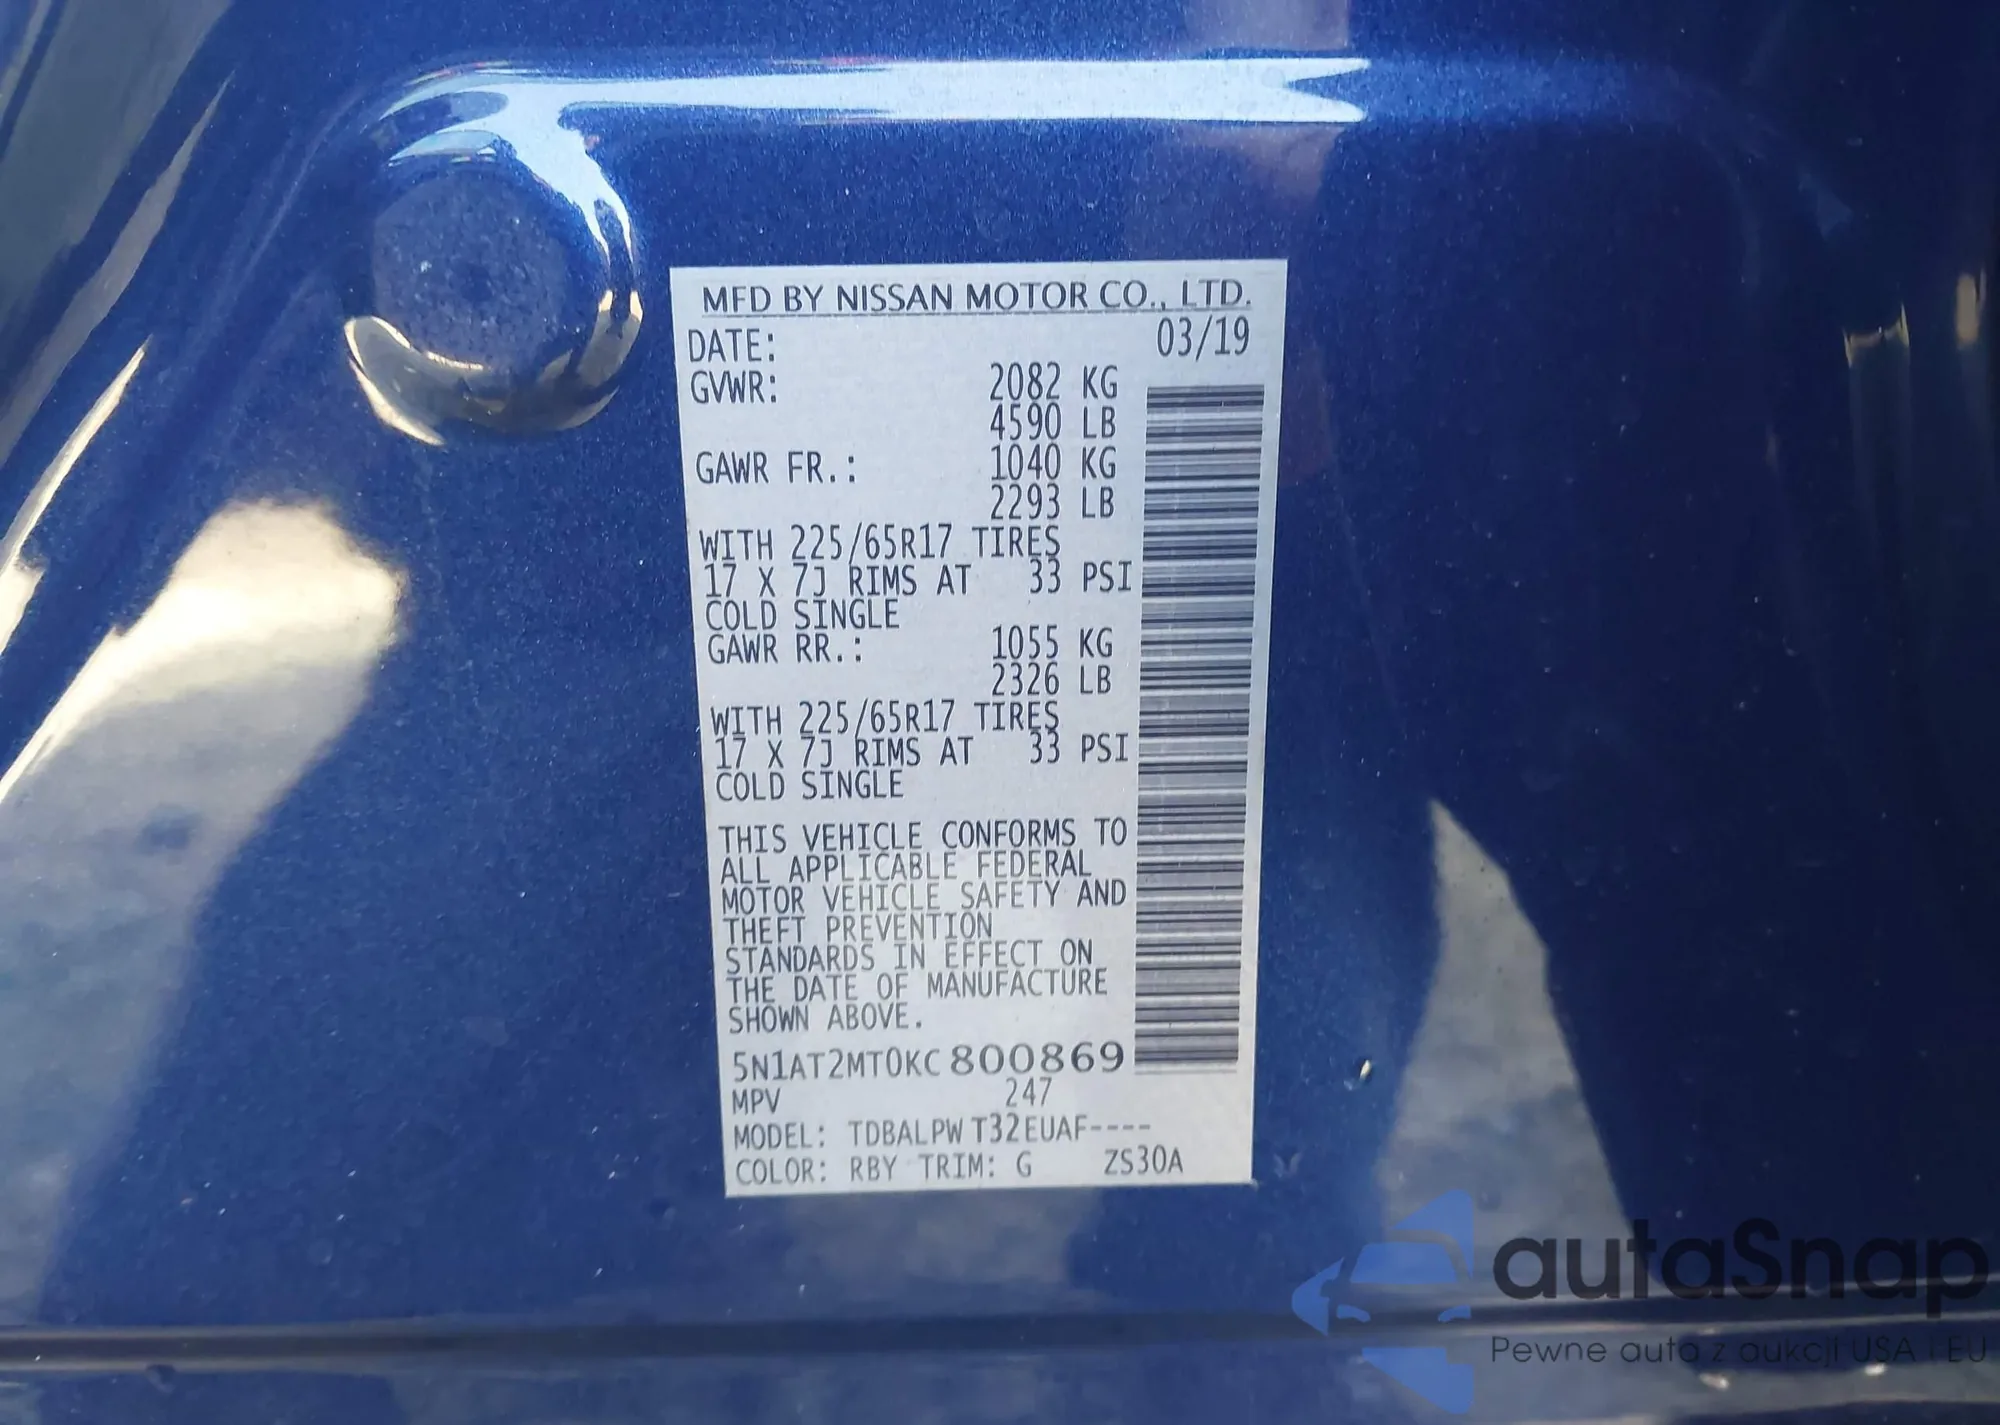 MFD BY NISSAN MOTOR CO., LTD.
DATE: 03/19
GVWR: 2082 KG
4590 LB
GAWR FR.: 1040 KG
2293 LB
WITH 225/65R17 TIRES
17 X 7J RIMS AT 33 PSI
COLD SINGLE
GAWR RR.: 1055 KG
2326 LB
WITH 225/65R17 TIRES
17 X 7J RIMS AT 33 PSI
COLD SINGLE
THIS VEHICLE CONFORMS TO
ALL APPLICABLE FEDERAL
MOTOR VEHICLE SAFETY AND
THEFT PREVENTION
STANDARDS IN EFFECT ON
THE DATE OF MANUFACTURE
SHOWN ABOVE.
5N1AT2MT0KC800869
MPV 247
MODEL: TDBALPW T32EUAF----
COLOR: RBY TRIM: G ZS30A
autaSnap
Pewne auta z aukcji USA i EU